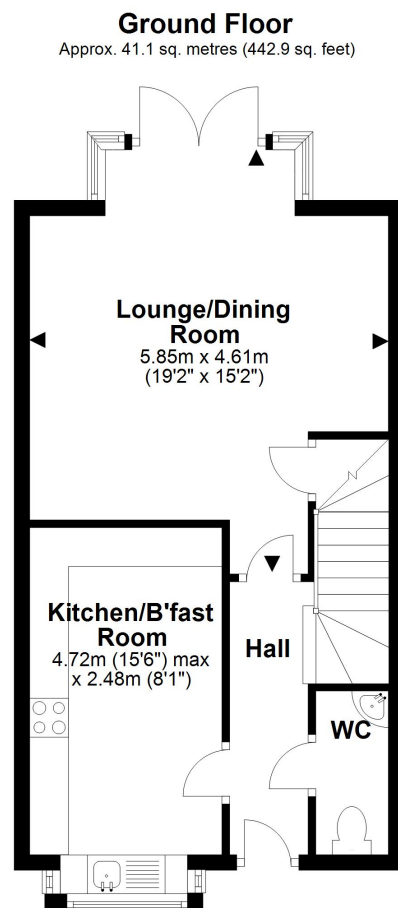 Ground Floor
Approx. 41.1 sq. metres (442.9 sq. feet)
Lounge/Dining
Room
5.85m x 4.61m
(19'2" x 15'2")
Kitchen/B'fast
Room
4.72m (15'6") max
x 2.48m (8'1")
Hall
WC